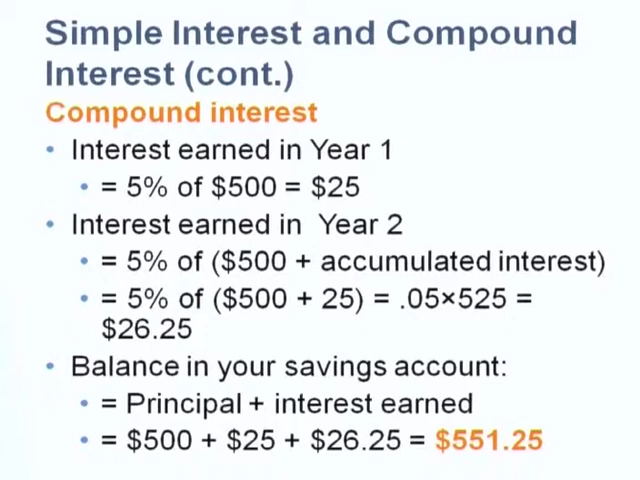 Simple Interest and Compound
Interest (cont.)
Compound interest
• Interest earned in Year 1
• = 5% of $500 = $25
• Interest earned in  Year 2
• = 5% of ($500 + accumulated interest)
• = 5% of ($500 + 25) = .05×525 =
$26.25
• Balance in your savings account:
• = Principal + interest earned
• = $500 + $25 + $26.25 = $551.25